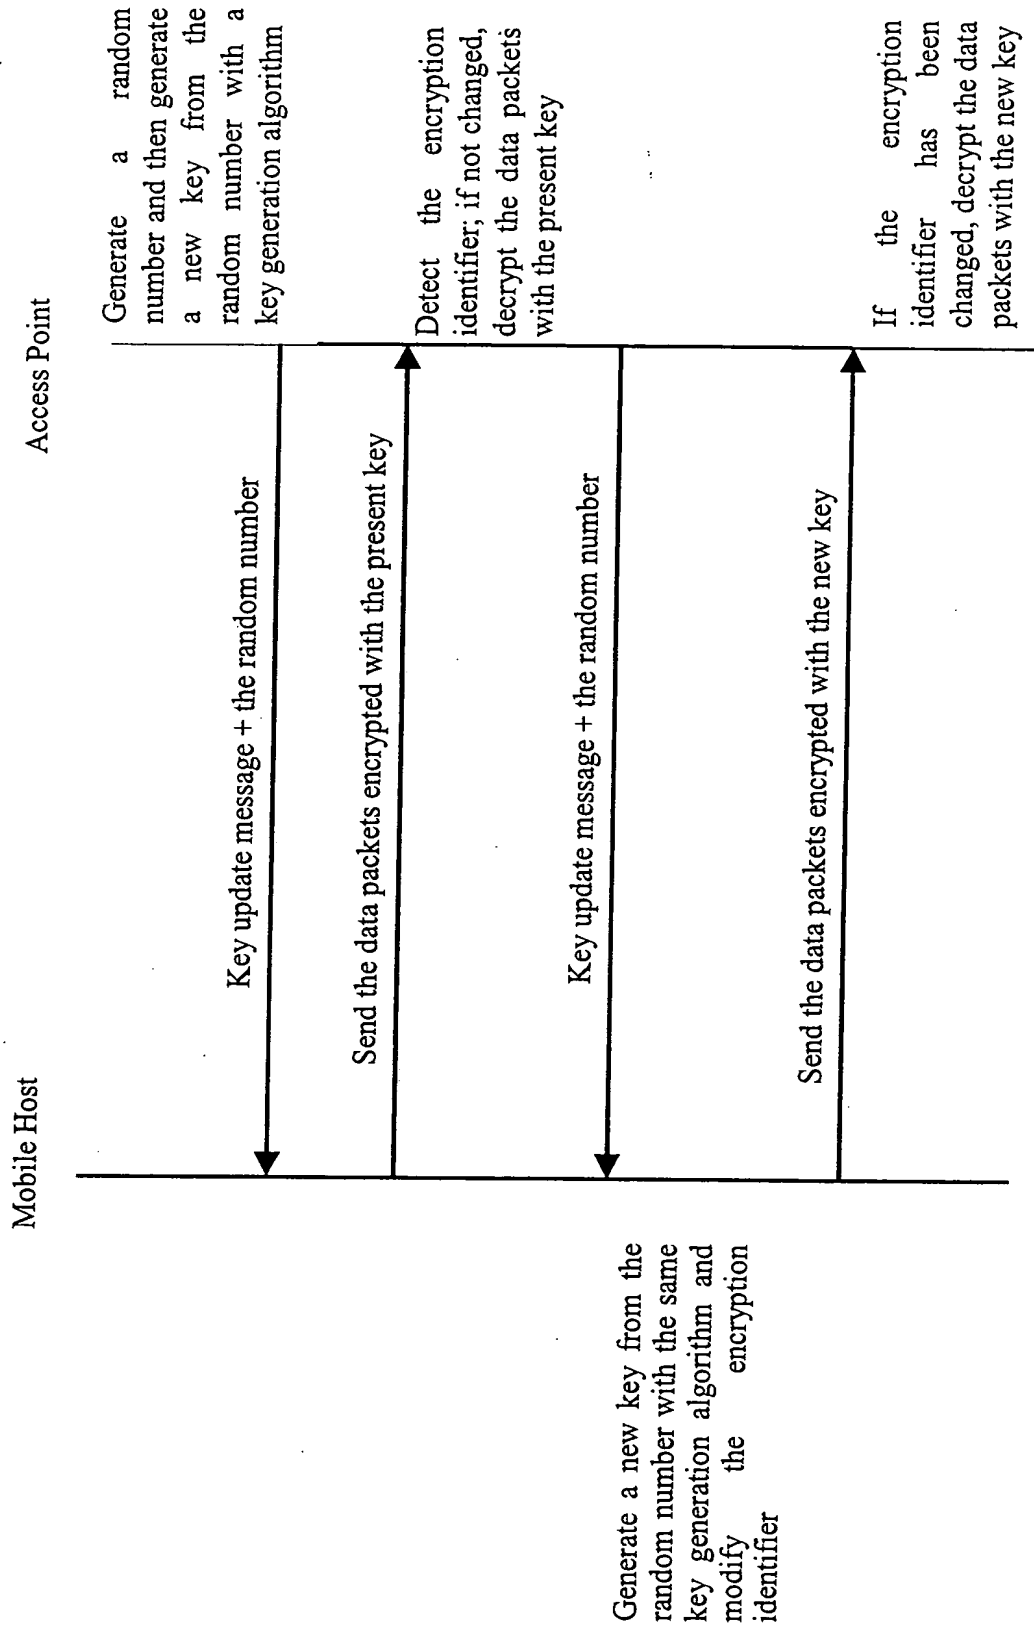 Mobile Host
Access Point
Generate a random
number and then generate
a new key from the
random number with a
key generation algorithm
Key update message + the random number
Send the data packets encrypted with the present key
Detect the encryption
identifier; if not changed,
decrypt the data packets
with the present key
Key update message + the random number
Generate a new key from the
random number with the same
key generation algorithm and
modify the encryption
identifier
Send the data packets encrypted with the new key
If the encryption
identifier has been
changed, decrypt the data
packets with the new key